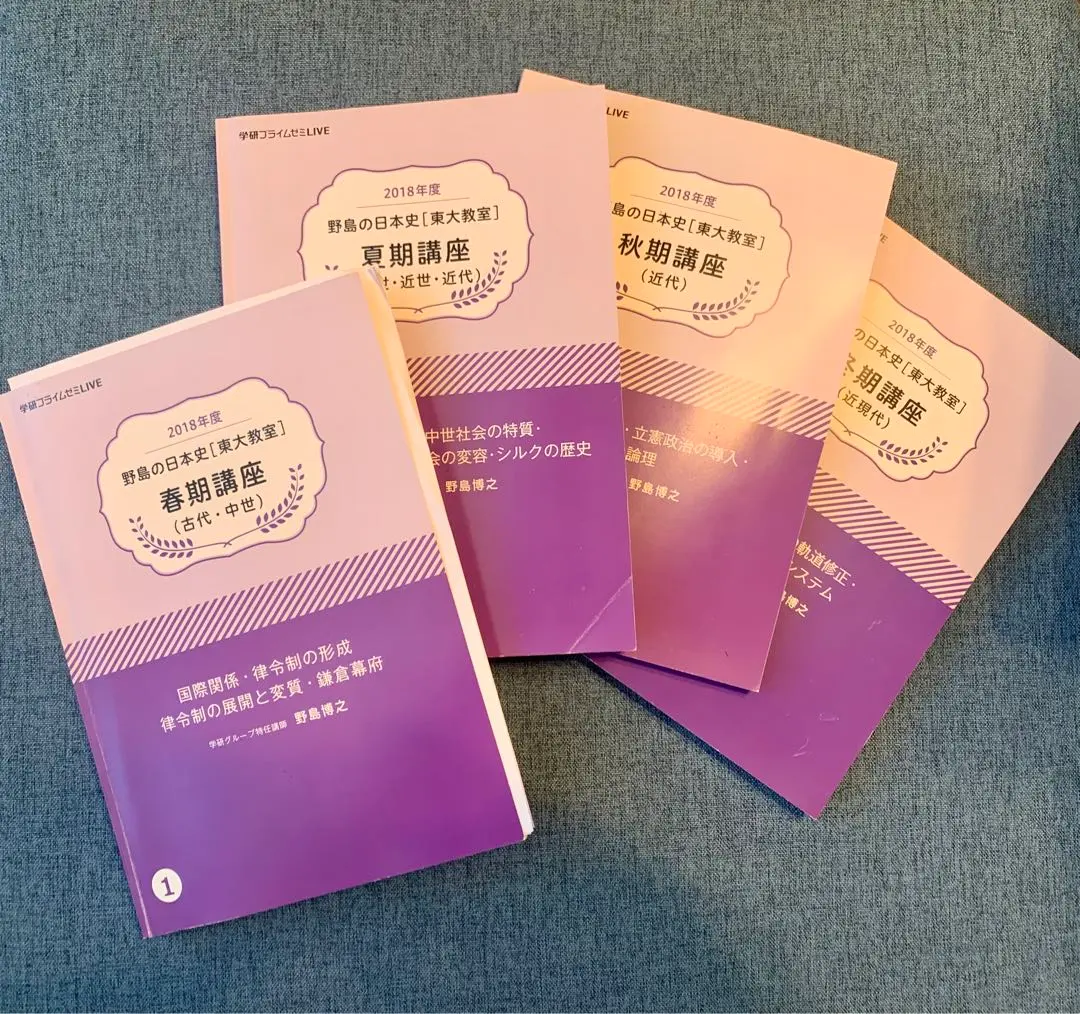 学研プライムゼミLIVE
2018年度
野島の日本史[東大教室]
春期講座
(古代・中世)
国際関係・律令制の形成
律令制の展開と変質・鎌倉幕府
学研グループ特任講師 野島博之
1
学研プライムゼミLIVE
2018年度
野島の日本史[東大教室]
夏期講座
・近世・近代)
中世社会の特質・
会の変容・シルクの歴史
野島博之
LIVE
2018年度
島の日本史[東大教室]
秋期講座
(近代)
・立憲政治の導入・
論理
野島博之
2018年度
の日本史[東大教室]
冬期講座
(近現代)
軌道修正・
システム
博之